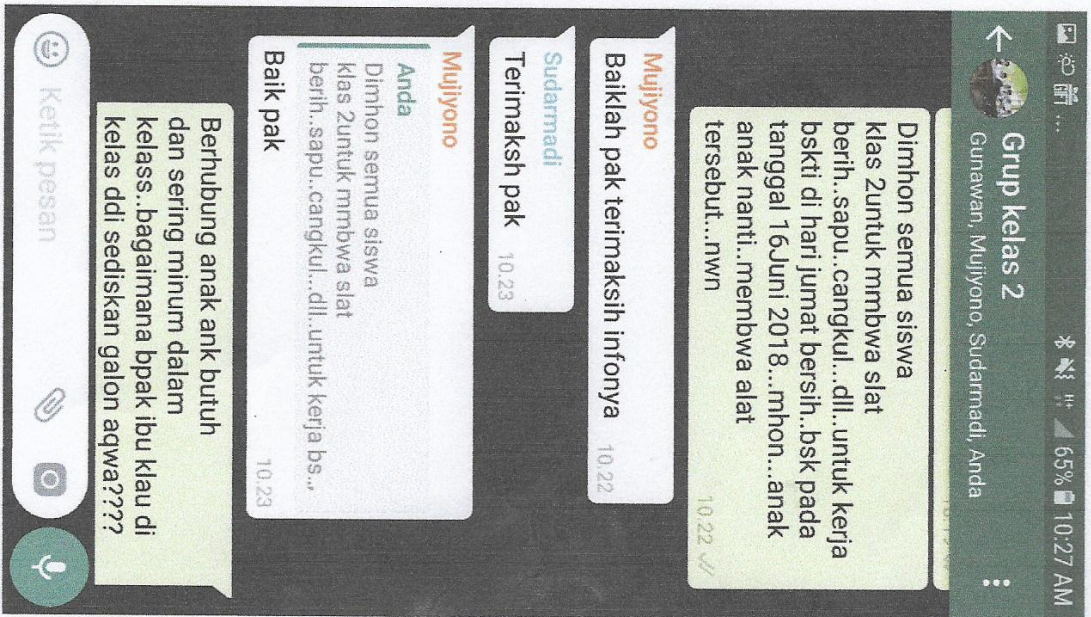 65% 10:27 AM
Grup kelas 2
Gunawan, Mujiyono, Sudarmadi, Anda
Dimhon semua siswa
klas 2untuk mmbwa slat
berih..sapu..cangkul...dll..untuk kerja
bskti di hari jumat bersih..bsk pada
tanggal 16Juni 2018...mhon...anak
anak nanti..membwa alat
tersebut...nwn
10.22
Mujiyono
Baiklah pak terimaksih infonya 10.22
Sudarmadi
Terimaksh pak 10.23
Mujiyono
Anda
Dimhon semua siswa
klas 2untuk mmbwa slat
berih..sapu..cangkul...dll..untuk kerja bs...
Baik pak
10.23
Berhubung anak ank butuh
dan sering minum dalam
kelass..bagaimana bpak ibu klau di
kelas ddi sediskan galon aqwa????
Ketik pesan